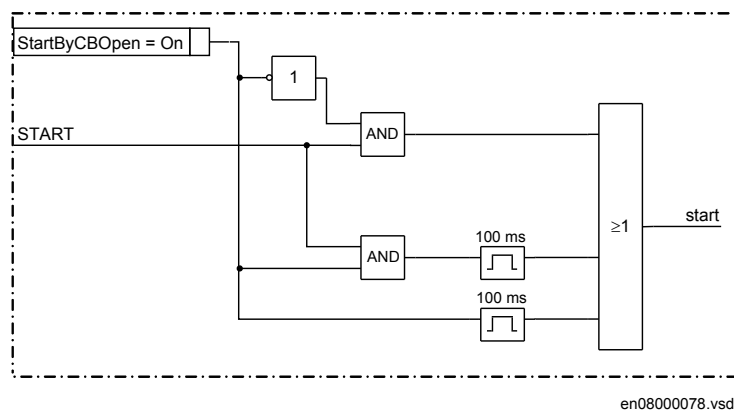 StartByCBOpen = On
1
START
AND
AND
100 ms
100 ms
≥1
start
en08000078.vsd